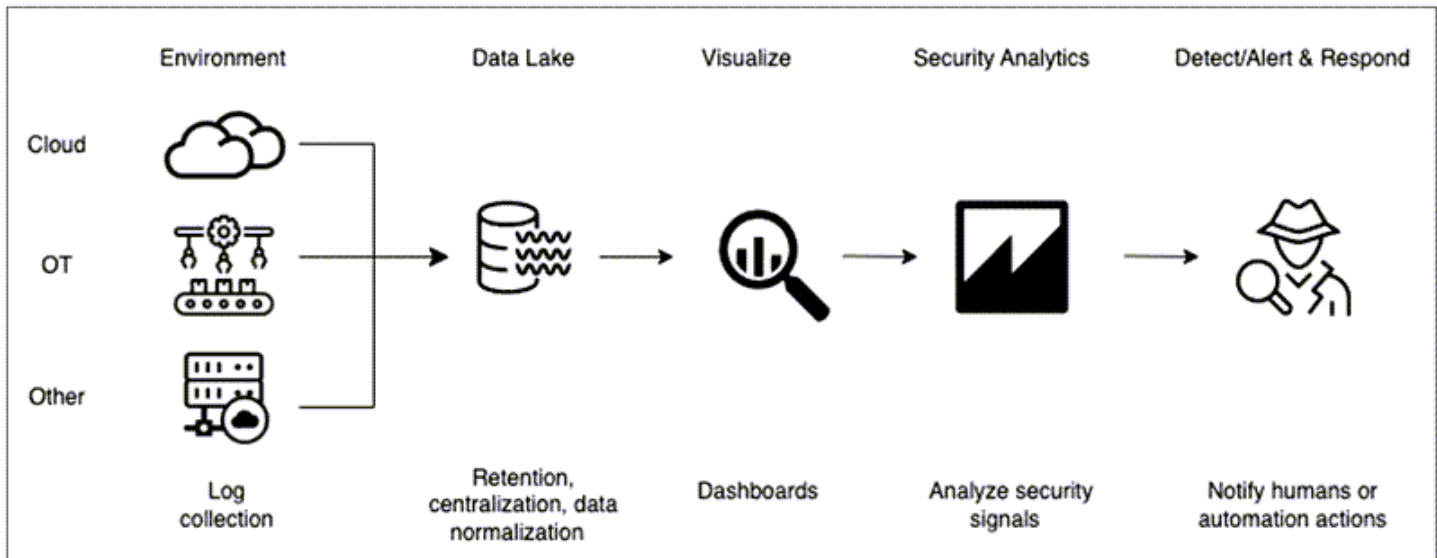 Environment
Data Lake
Visualize
Security Analytics
Detect/Alert & Respond
Cloud
OT
Other
Log
collection
Retention,
centralization, data
normalization
Dashboards
Analyze security
signals
Notify humans or
automation actions